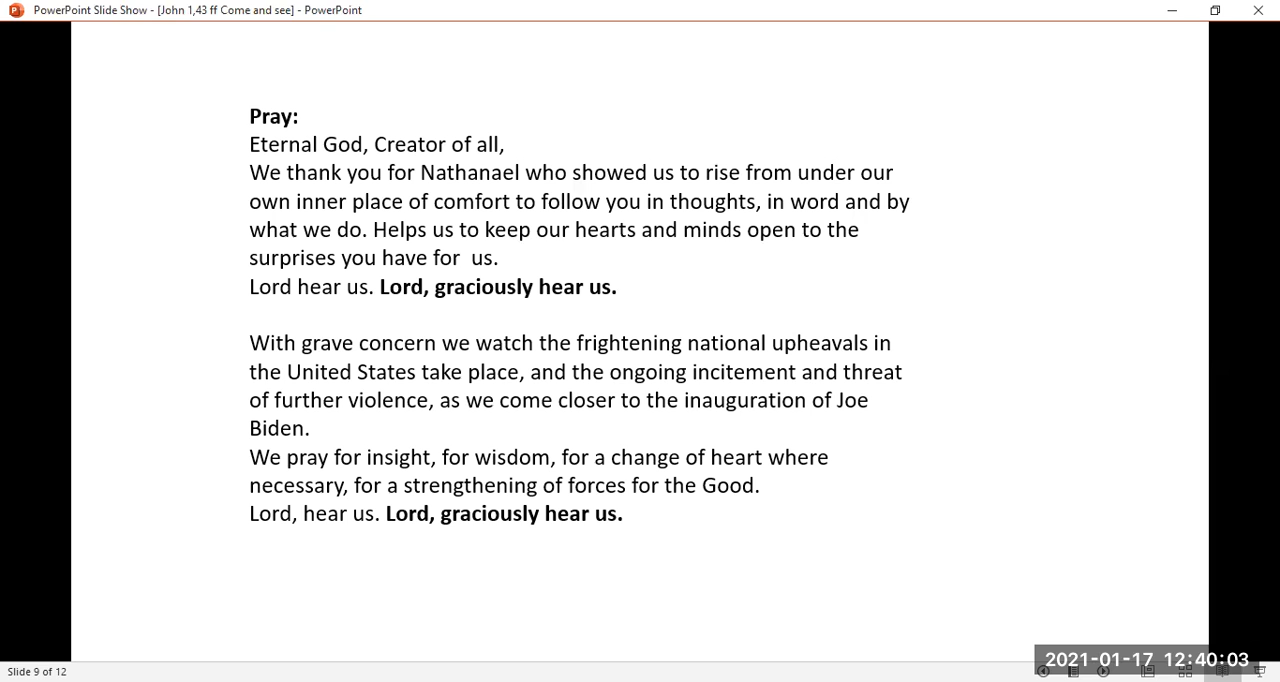 PowerPoint Slide Show - [John 1,43 ff Come and see] - PowerPoint
Pray:
Eternal God, Creator of all,
We thank you for Nathanael who showed us to rise from under our
own inner place of comfort to follow you in thoughts, in word and by
what we do. Helps us to keep our hearts and minds open to the
surprises you have for  us.
Lord hear us. Lord, graciously hear us.
With grave concern we watch the frightening national upheavals in
the United States take place, and the ongoing incitement and threat
of further violence, as we come closer to the inauguration of Joe
Biden.
We pray for insight, for wisdom, for a change of heart where
necessary, for a strengthening of forces for the Good.
Lord, hear us. Lord, graciously hear us.
Slide 9 of 12
2021-01-17 12:40:03